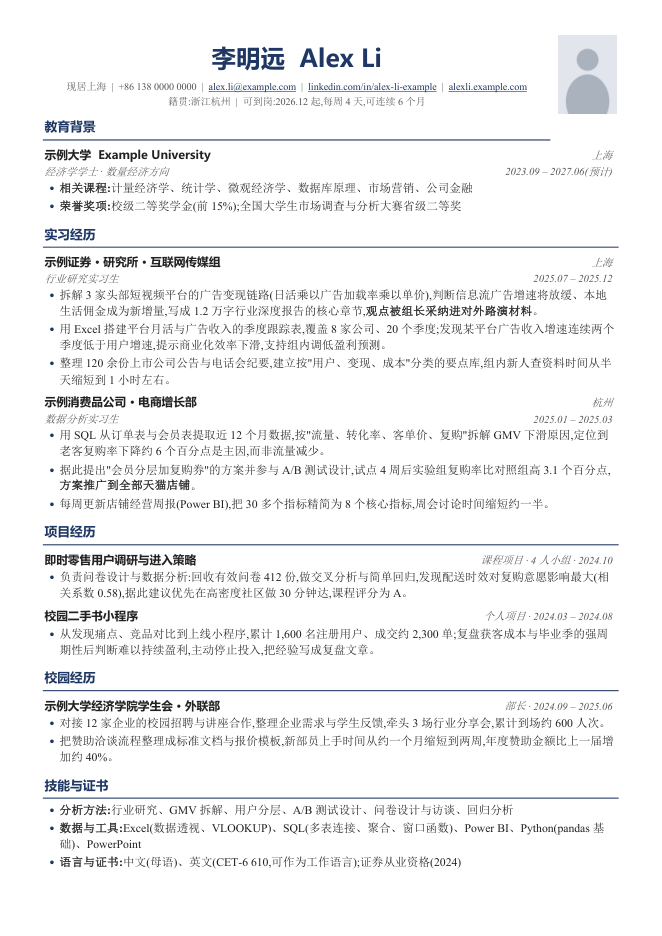 李明远 Alex Li
现居上海 | +86 138 0000 0000 | alex.li@example.com | linkedin.com/in/alex-li-example | alexli.example.com
籍贯:浙江杭州 | 可到岗:2026.12 起,每周 4 天,可连续 6 个月
教育背景
示例大学 Example University 上海
经济学学士 · 数量经济方向 2023.09 – 2027.06(预计)
• 相关课程:计量经济学、统计学、微观经济学、数据库原理、市场营销、公司金融
• 荣誉奖项:校级二等奖学金(前 15%);全国大学生市场调查与分析大赛省级二等奖
实习经历
示例证券 · 研究所 · 互联网传媒组 上海
行业研究实习生 2025.07 – 2025.12
• 拆解 3 家头部短视频平台的广告变现链路(日活乘以广告加载率乘以单价),判断信息流广告增速将放缓、本地
生活佣金成为新增量,写成 1.2 万字行业深度报告的核心章节,观点被组长采纳进对外路演材料。
• 用 Excel 搭建平台月活与广告收入的季度跟踪表,覆盖 8 家公司、20 个季度;发现某平台广告收入增速连续两个
季度低于用户增速,提示商业化效率下滑,支持组内调低盈利预测。
• 整理 120 余份上市公司公告与电话会纪要,建立按"用户、变现、成本"分类的要点库,组内新人查资料时间从半
天缩短到 1 小时左右。
示例消费品公司 · 电商增长部 杭州
数据分析实习生 2025.01 – 2025.03
• 用 SQL 从订单表与会员表提取近 12 个月数据,按"流量、转化率、客单价、复购"拆解 GMV 下滑原因,定位到
老客复购率下降约 6 个百分点是主因,而非流量减少。
• 据此提出"会员分层加复购券"的方案并参与 A/B 测试设计,试点 4 周后实验组复购率比对照组高 3.1 个百分点,
方案推广到全部天猫店铺。
• 每周更新店铺经营周报(Power BI),把 30 多个指标精简为 8 个核心指标,周会讨论时间缩短约一半。
项目经历
即时零售用户调研与进入策略 课程项目 · 4 人小组 · 2024.10
• 负责问卷设计与数据分析:回收有效问卷 412 份,做交叉分析与简单回归,发现配送时效对复购意愿影响最大(相
关系数 0.58),据此建议优先在高密度社区做 30 分钟达,课程评分为 A。
校园二手书小程序 个人项目 · 2024.03 – 2024.08
• 从发现痛点、竞品对比到上线小程序,累计 1,600 名注册用户、成交约 2,300 单;复盘获客成本与毕业季的强周
期性后判断难以持续盈利,主动停止投入,把经验写成复盘文章。
校园经历
示例大学经济学院学生会 · 外联部 部长 · 2024.09 – 2025.06
• 对接 12 家企业的校园招聘与讲座合作,整理企业需求与学生反馈,牵头 3 场行业分享会,累计到场约 600 人次。
• 把赞助洽谈流程整理成标准文档与报价模板,新部员上手时间从约一个月缩短到两周,年度赞助金额比上一届增
加约 40%。
技能与证书
• 分析方法:行业研究、GMV 拆解、用户分层、A/B 测试设计、问卷设计与访谈、回归分析
• 数据与工具:Excel(数据透视、VLOOKUP)、SQL(多表连接、聚合、窗口函数)、Power BI、Python(pandas 基
础)、PowerPoint
• 语言与证书:中文(母语)、英文(CET-6 610,可作为工作语言);证券从业资格(2024)